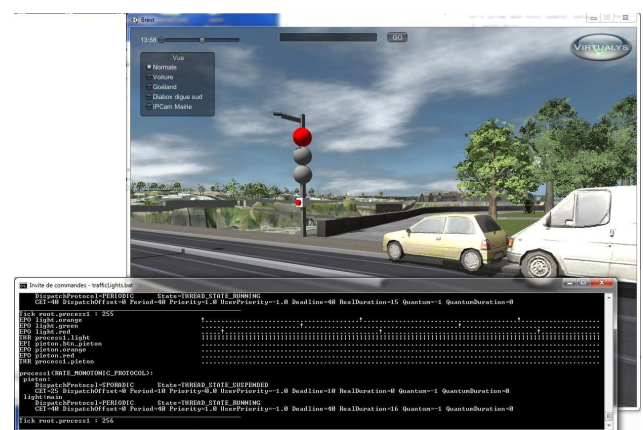 Brest
13:58
GO
VIRTUALYS
Vue
Normale
Voiture
Goéland
Diabox digue sud
IPCam Mairie
Invite de commandes - trafficLights.bat
DispatchProtocol=PERIODIC State=THREAD_STATE_RUNNING
CET=40 DispatchOffset=0 Period=40 Priority=1.0 UserPriority=-1.0 Deadline=40 RealDuration=15 Quantum=-1 QuantumDuration=0
Tick root.process1 : 255
EPO light.orange
EPO light.green
EPO light.red
THR process1.light
EPI pieton.btn_pieton
EPO pieton.orange
EPO pieton.red
THR process1.pieton
process1(RATE_MONOTONIC_PROTOCOL):
pieton:
DispatchProtocol=SPORADIC State=THREAD_STATE_SUSPENDED
CET=35 DispatchOffset=0 Period=10 Priority=0.0 UserPriority=-1.0 Deadline=10 RealDuration=0 Quantum=-1 QuantumDuration=0
light:main
DispatchProtocol=PERIODIC State=THREAD_STATE_RUNNING
CET=40 DispatchOffset=0 Period=40 Priority=1.0 UserPriority=-1.0 Deadline=40 RealDuration=16 Quantum=-1 QuantumDuration=0
Tick root.process1 : 256